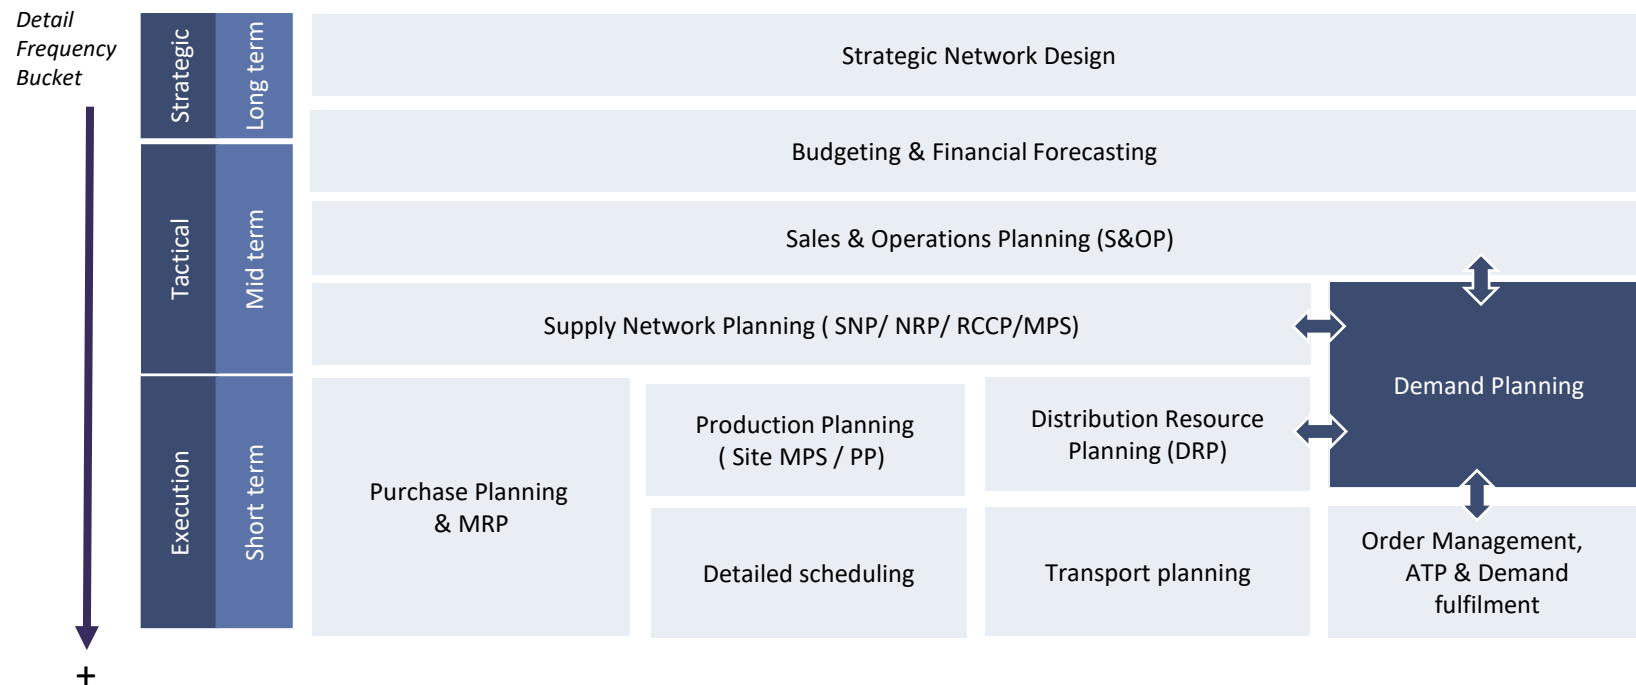 Detail
Frequency
Bucket
Strategic
Long term
Strategic Network Design
Budgeting & Financial Forecasting
Tactical
Mid term
Sales & Operations Planning (S&OP)
Supply Network Planning ( SNP/ NRP/ RCCP/MPS)
Demand Planning
Execution
Short term
Purchase Planning
& MRP
Production Planning
( Site MPS / PP)
Distribution Resource
Planning (DRP)
Detailed scheduling
Transport planning
Order Management,
ATP & Demand
fulfilment
+